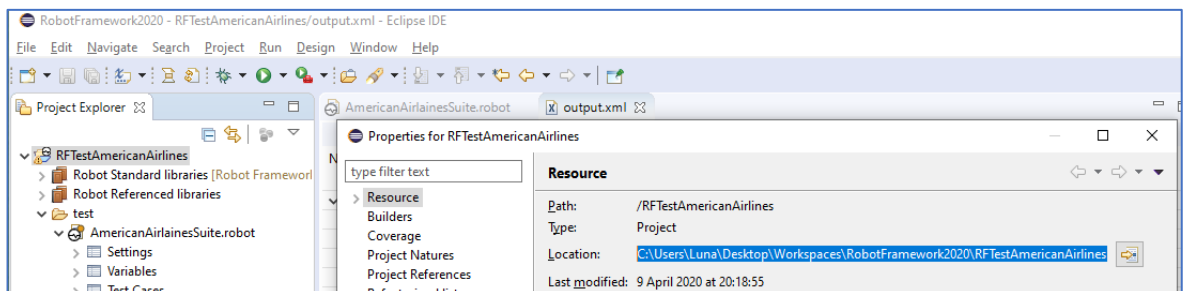 RobotFramework2020 - RFTestAmericanAirlines/output.xml - Eclipse IDE
File Edit Navigate Search Project Run Design Window Help
Project Explorer
AmericanAirlainesSuite.robot
output.xml
Properties for RFTestAmericanAirlines
RFTestAmericanAirlines
Robot Standard libraries [Robot Frameworl
Robot Referenced libraries
test
AmericanAirlainesSuite.robot
Settings
Variables
Test Cases
N
type filter text
Resource
Builders
Coverage
Project Natures
Project References
Resource
Path: /RFTestAmericanAirlines
Type: Project
Location: C:\Users\Luna\Desktop\Workspaces\RobotFramework2020\RFTestAmericanAirlines
Last modified: 9 April 2020 at 20:18:55